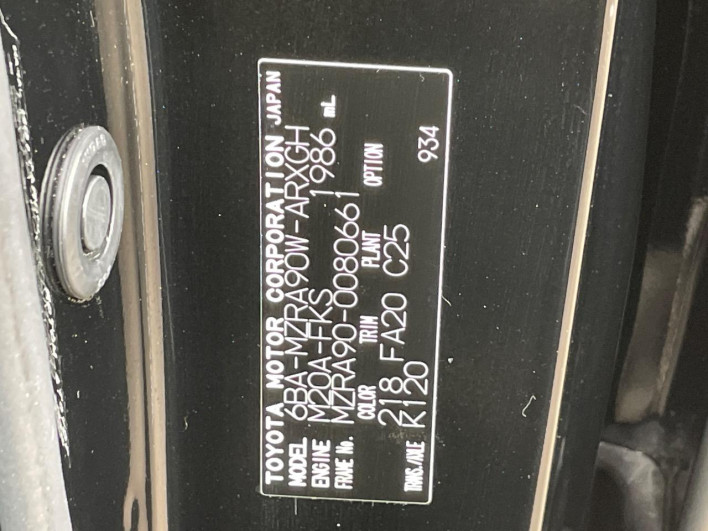 TOYOTA MOTOR CORPORATION JAPAN
MODEL 6BA-MZRA90W-ARXGH
ENGINE M20A-FKS 1986 mL
FRAME No. MZRA90-0080661
COLOR TRIM PLANT OPTION
218 FA20 C25
TRNS./AXLE K120 934